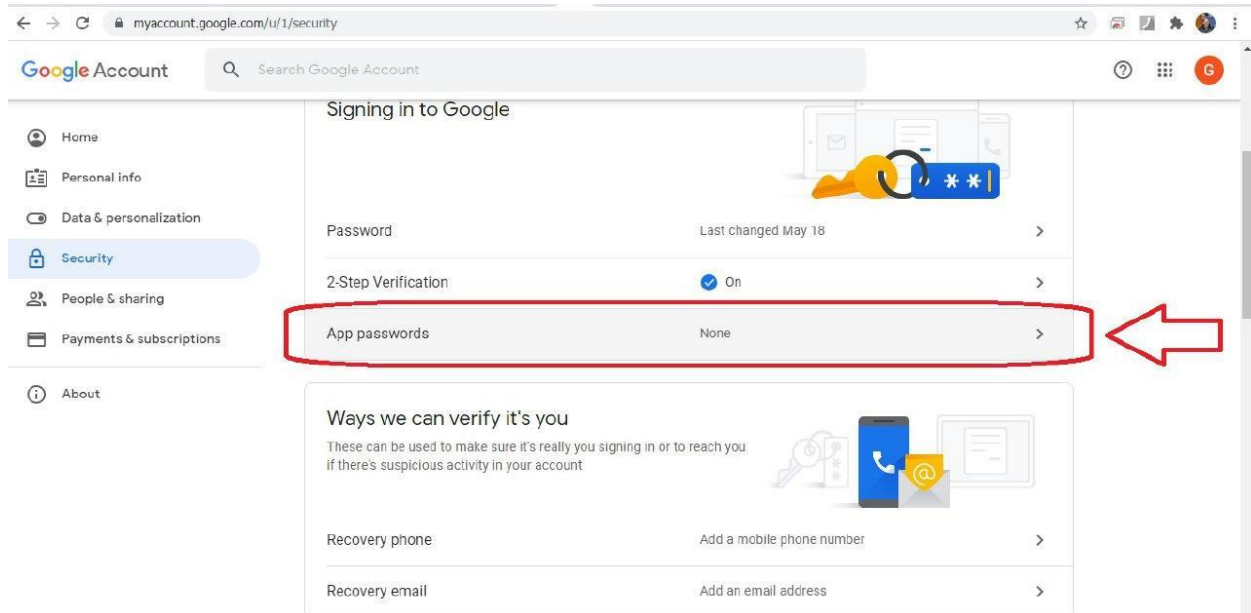 myaccount.google.com/u/1/security
Google Account
Search Google Account
G
Home
Personal info
Data & personalization
Security
People & sharing
Payments & subscriptions
About
Signing in to Google
**
Password Last changed May 18
2-Step Verification On
App passwords None
Ways we can verify it's you
These can be used to make sure it's really you signing in or to reach you
if there's suspicious activity in your account
@
Recovery phone Add a mobile phone number
Recovery email Add an email address